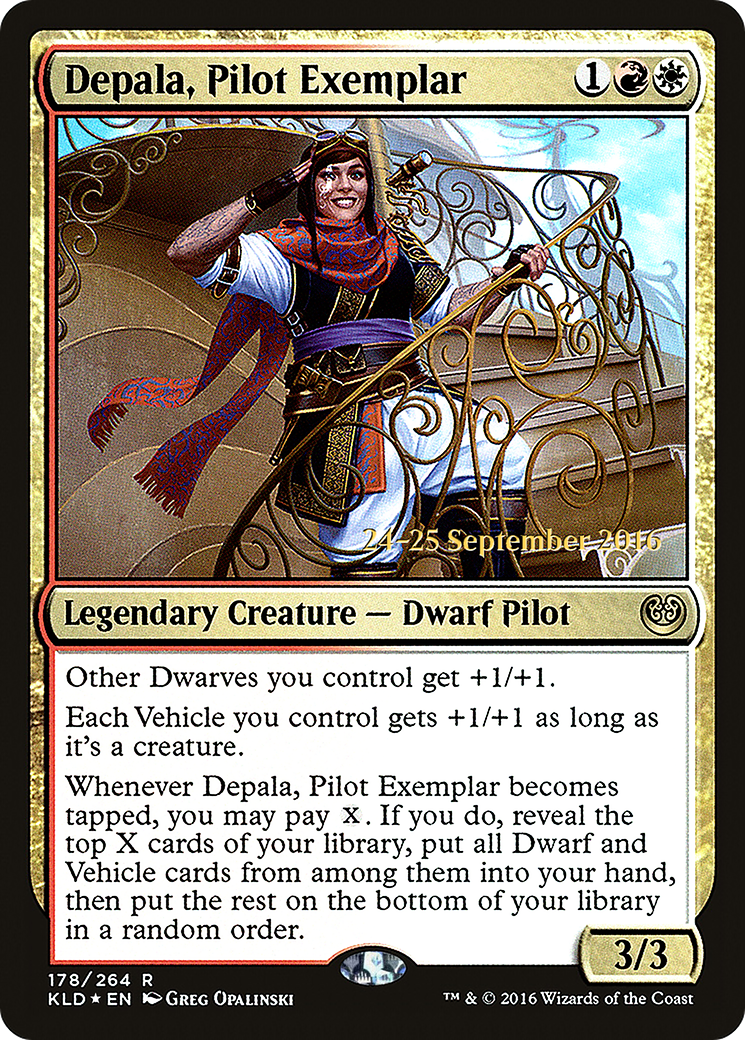 Depala, Pilot Exemplar 1
24–25 September 2016
Legendary Creature — Dwarf Pilot
Other Dwarves you control get +1/+1.
Each Vehicle you control gets +1/+1 as long as
it's a creature.
Whenever Depala, Pilot Exemplar becomes
tapped, you may pay X. If you do, reveal the
top X cards of your library, put all Dwarf and
Vehicle cards from among them into your hand,
then put the rest on the bottom of your library
in a random order.
3/3
178/264 R
KLD ★ EN Greg Opalinski
™ & © 2016 Wizards of the Coast